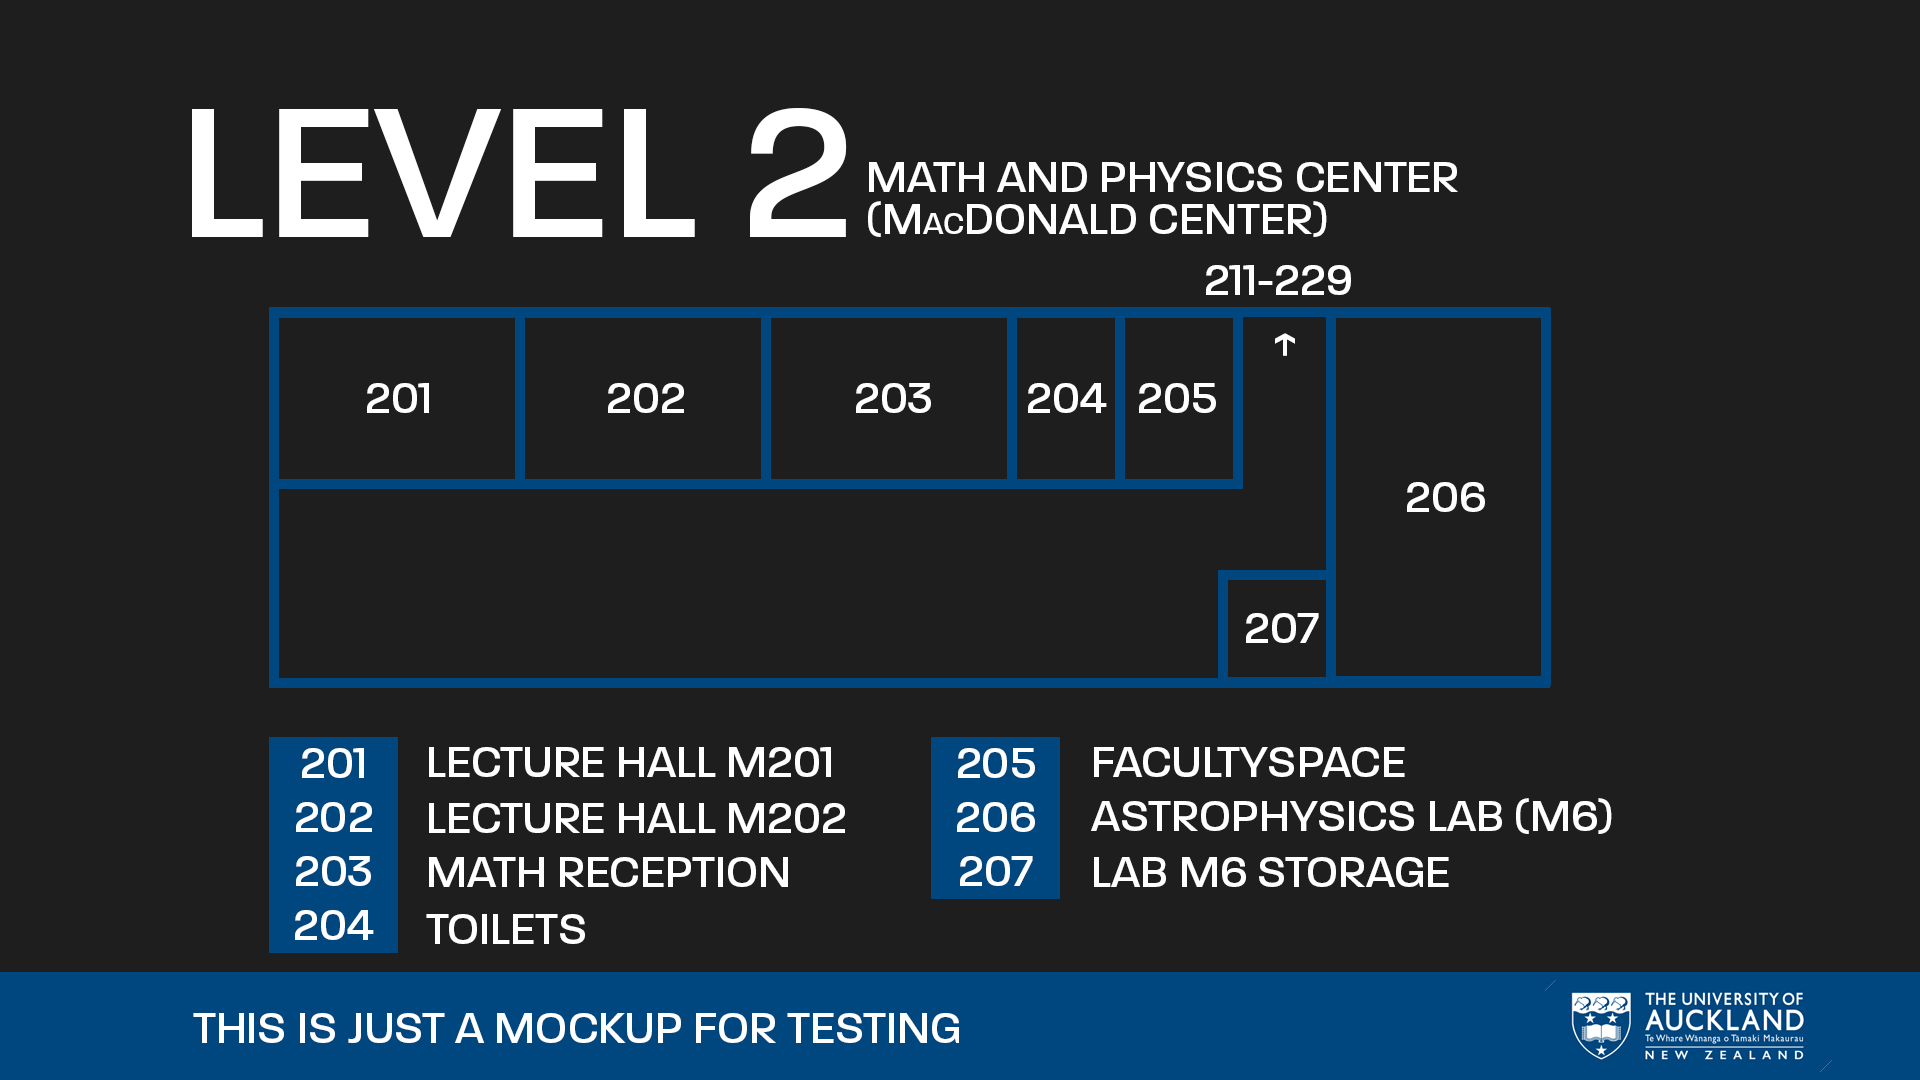 LEVEL 2
MATH AND PHYSICS CENTER
(MACDONALD CENTER)
211-229
↑
201
202
203
204
205
206
207
201 LECTURE HALL M201
202 LECTURE HALL M202
203 MATH RECEPTION
204 TOILETS
205 FACULTYSPACE
206 ASTROPHYSICS LAB (M6)
207 LAB M6 STORAGE
THIS IS JUST A MOCKUP FOR TESTING
THE UNIVERSITY OF
AUCKLAND
Te Whare Wānanga o Tāmaki Makaurau
NEW ZEALAND